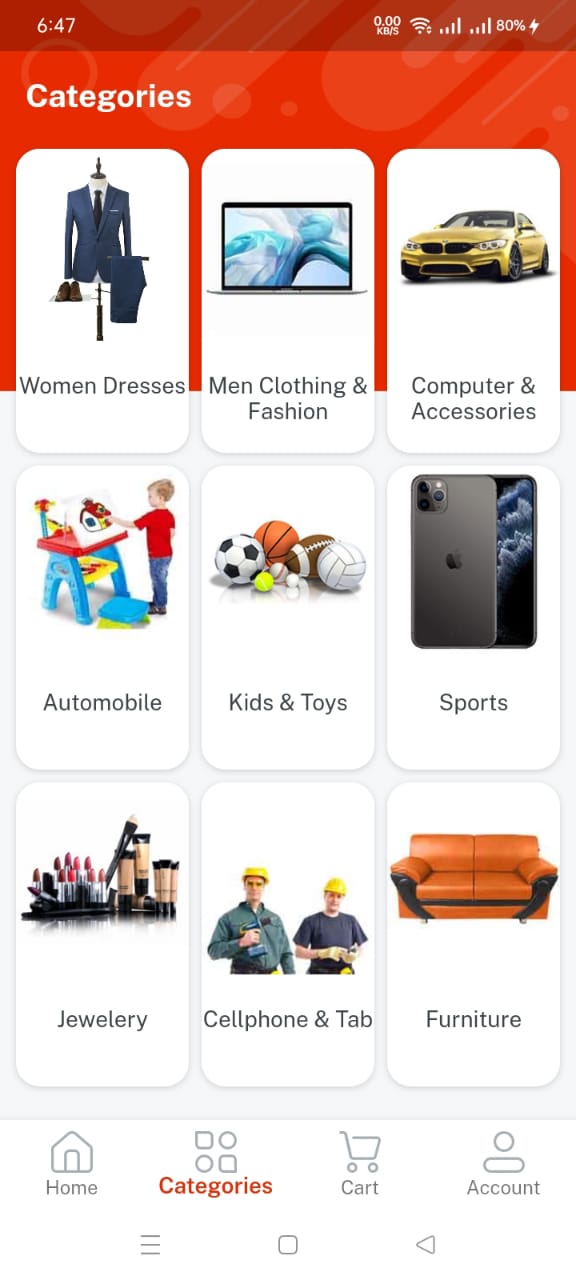 6:47
0.00
KB/S
80%
Categories
Women Dresses
Men Clothing &
Fashion
Computer &
Accessories
Automobile
Kids & Toys
Sports
Jewelery
Cellphone & Tab
Furniture
Home
Categories
Cart
Account